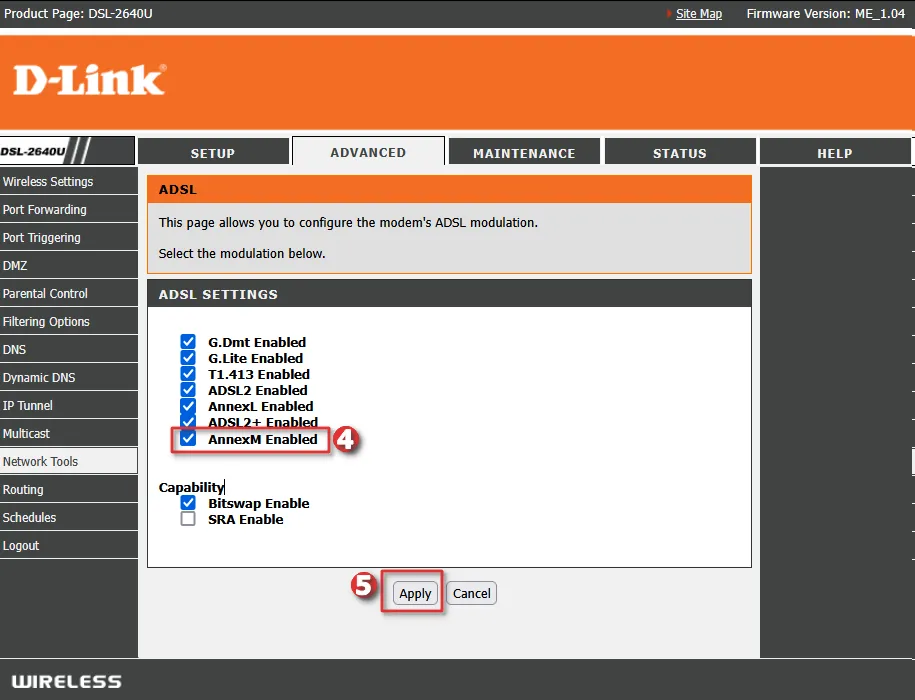 Product Page: DSL-2640U
Site Map
Firmware Version: ME_1.04
D-Link®
DSL-2640U
SETUP
ADVANCED
MAINTENANCE
STATUS
HELP
Wireless Settings
Port Forwarding
Port Triggering
DMZ
Parental Control
Filtering Options
DNS
Dynamic DNS
IP Tunnel
Multicast
Network Tools
Routing
Schedules
Logout
ADSL
This page allows you to configure the modem's ADSL modulation.
Select the modulation below.
ADSL SETTINGS
G.Dmt Enabled
G.Lite Enabled
T1.413 Enabled
ADSL2 Enabled
AnnexL Enabled
ADSL2+ Enabled
AnnexM Enabled
4
Capability
Bitswap Enable
SRA Enable
5
Apply
Cancel
WIRELESS